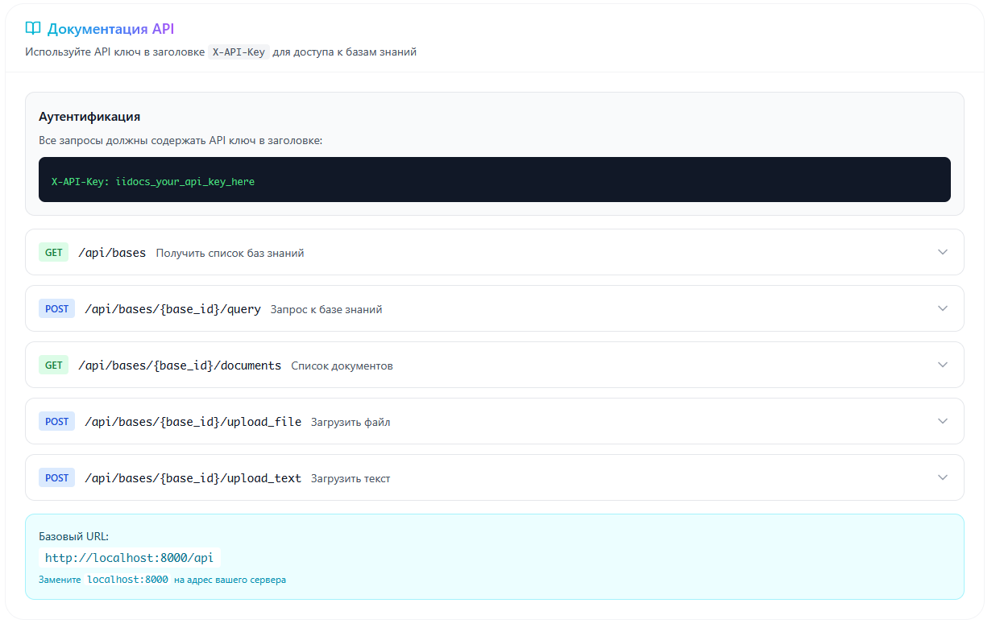 Документация API
Используйте API ключ в заголовке X-API-Key для доступа к базам знаний
Аутентификация
Все запросы должны содержать API ключ в заголовке:
X-API-Key: iidocs_your_api_key_here
GET /api/bases Получить список баз знаний
POST /api/bases/{base_id}/query Запрос к базе знаний
GET /api/bases/{base_id}/documents Список документов
POST /api/bases/{base_id}/upload_file Загрузить файл
POST /api/bases/{base_id}/upload_text Загрузить текст
Базовый URL:
http://localhost:8000/api
Замените localhost:8000 на адрес вашего сервера